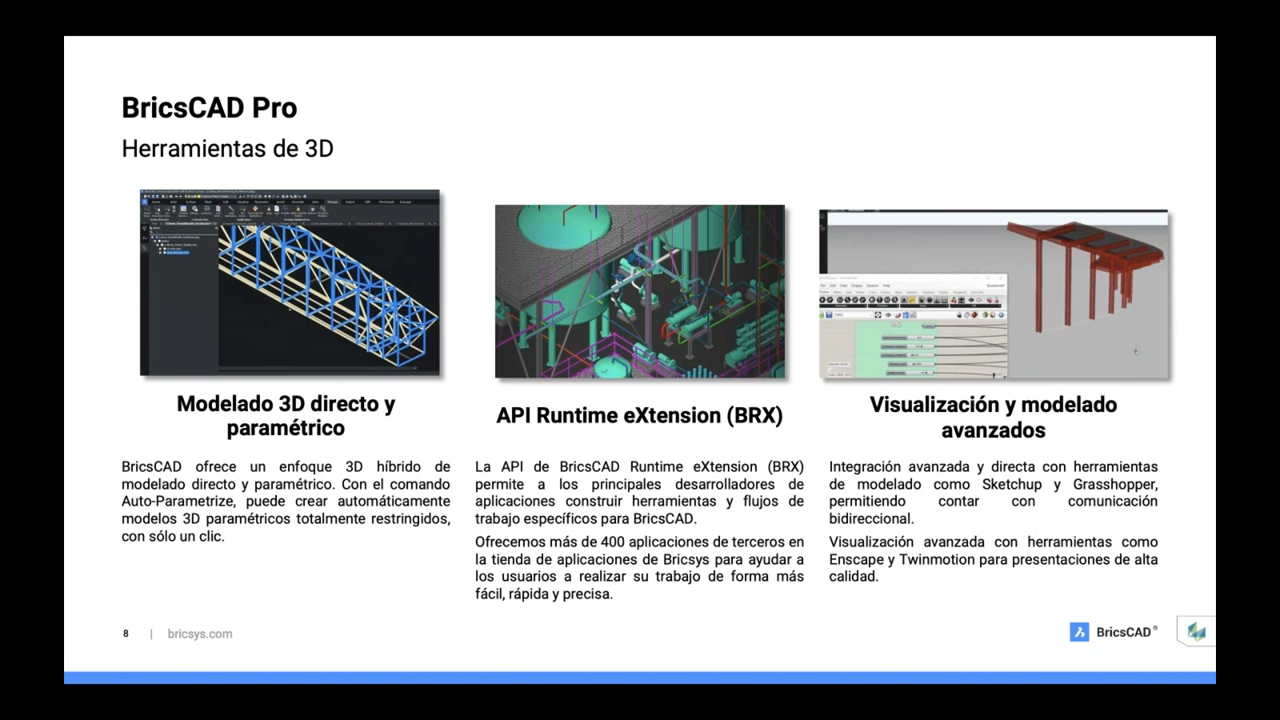 BricsCAD Pro
Herramientas de 3D
Modelado 3D directo y
paramétrico
BricsCAD ofrece un enfoque 3D híbrido de
modelado directo y paramétrico. Con el comando
Auto-Parametrize, puede crear automáticamente
modelos 3D paramétricos totalmente restringidos,
con sólo un clic.
API Runtime eXtension (BRX)
La API de BricsCAD Runtime eXtension (BRX)
permite a los principales desarrolladores de
aplicaciones construir herramientas y flujos de
trabajo específicos para BricsCAD.
Ofrecemos más de 400 aplicaciones de terceros en
la tienda de aplicaciones de Bricsys para ayudar a
los usuarios a realizar su trabajo de forma más
fácil, rápida y precisa.
Visualización y modelado
avanzados
Integración avanzada y directa con herramientas
de modelado como Sketchup y Grasshopper,
permitiendo contar con comunicación
bidireccional.
Visualización avanzada con herramientas como
Enscape y Twinmotion para presentaciones de alta
calidad.
8 | bricsys.com
BricsCAD®